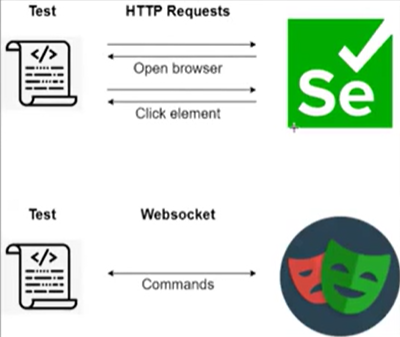 Test HTTP Requests
</>
Open browser
Click element
Se
Test Websocket
</>
Commands